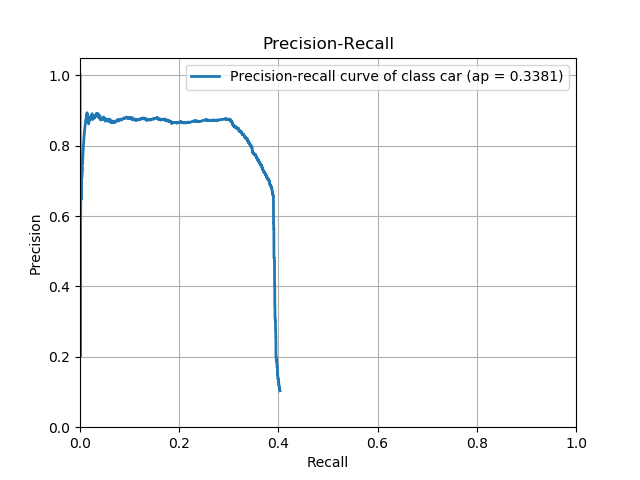 Precision-Recall
Precision-recall curve of class car (ap = 0.3381)
1.0
0.8
0.6
0.4
0.2
0.0
Precision
0.0 0.2 0.4 0.6 0.8 1.0
Recall